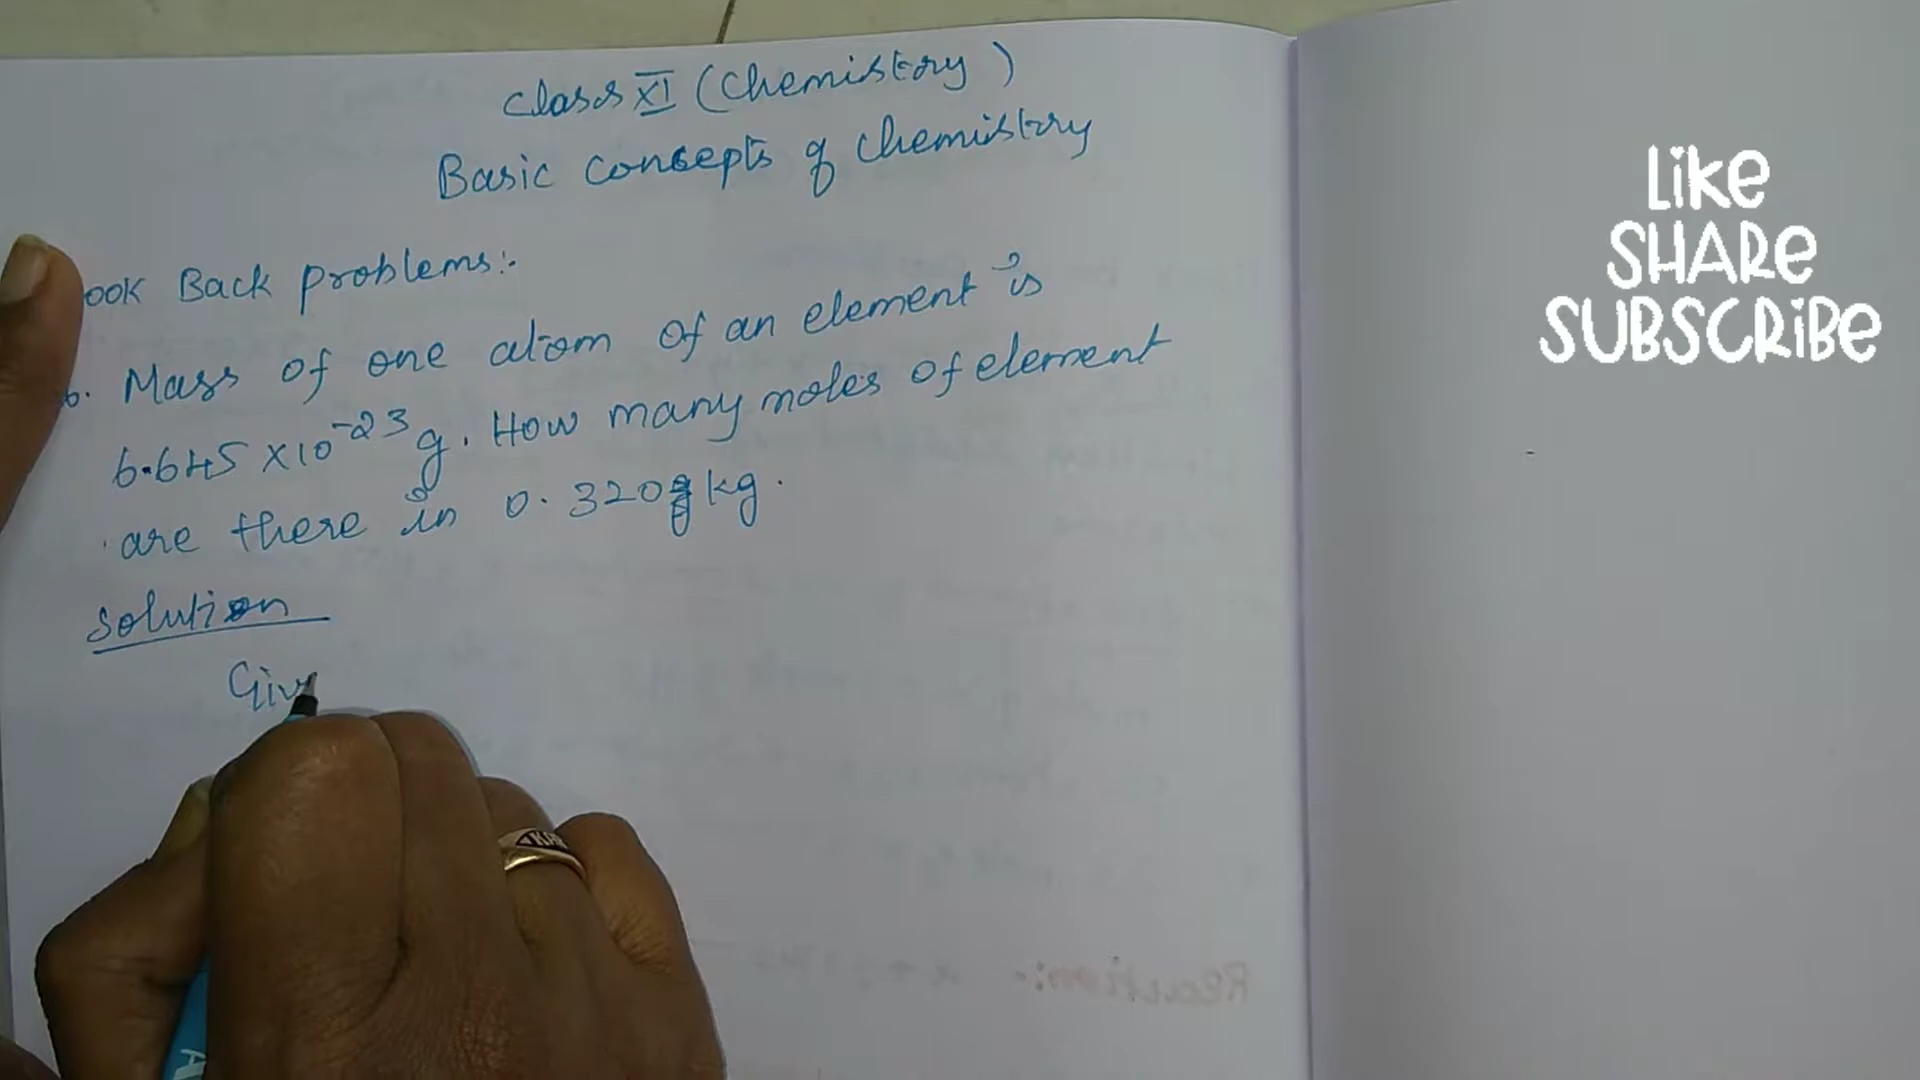 Class XI (Chemistry)
Basic concepts of chemistry
ook Back problems:-
6. Mass of one atom of an element is
6.645 x10-23 g. How many moles of element
are there in 0.320 kg.
Solution
Giv
LiKe
SHARe
SUBSCRiBe
Reaction:-